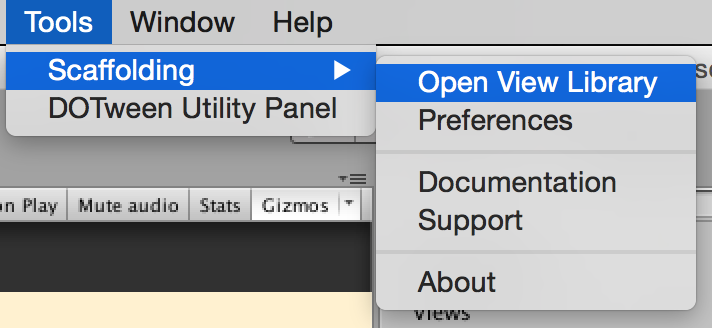 Tools Window Help
Scaffolding
DOTween Utility Panel
Open View Library
Preferences
Documentation
Support
About
on Play Mute audio Stats Gizmos
Views